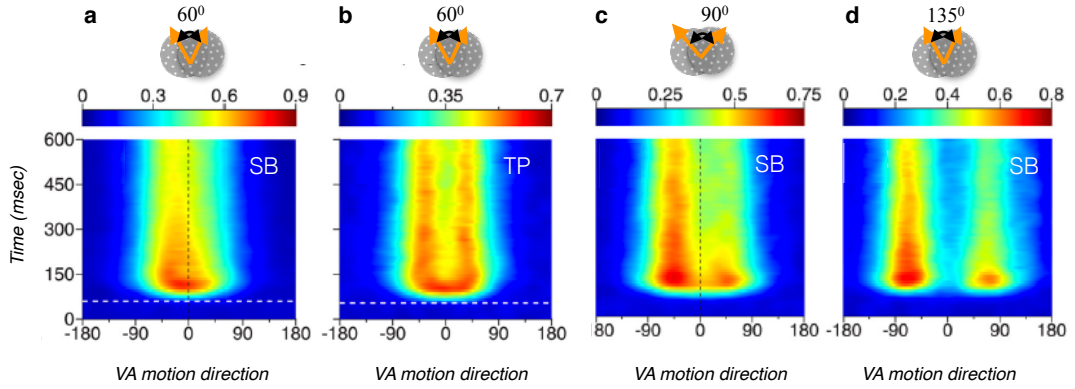 a 60⁰ b 60⁰ c 90⁰ d 135⁰
0 0.3 0.6 0.9 0 0.35 0.7 0 0.25 0.5 0.75 0 0.2 0.4 0.6 0.8
600 SB TP SB SB
450
Time (msec)
300
150
0
-180 -90 0 90 180 -180 -90 0 90 180 -80 -90 0 90 180 -180 -90 0 90 180
VA motion direction VA motion direction VA motion direction VA motion direction